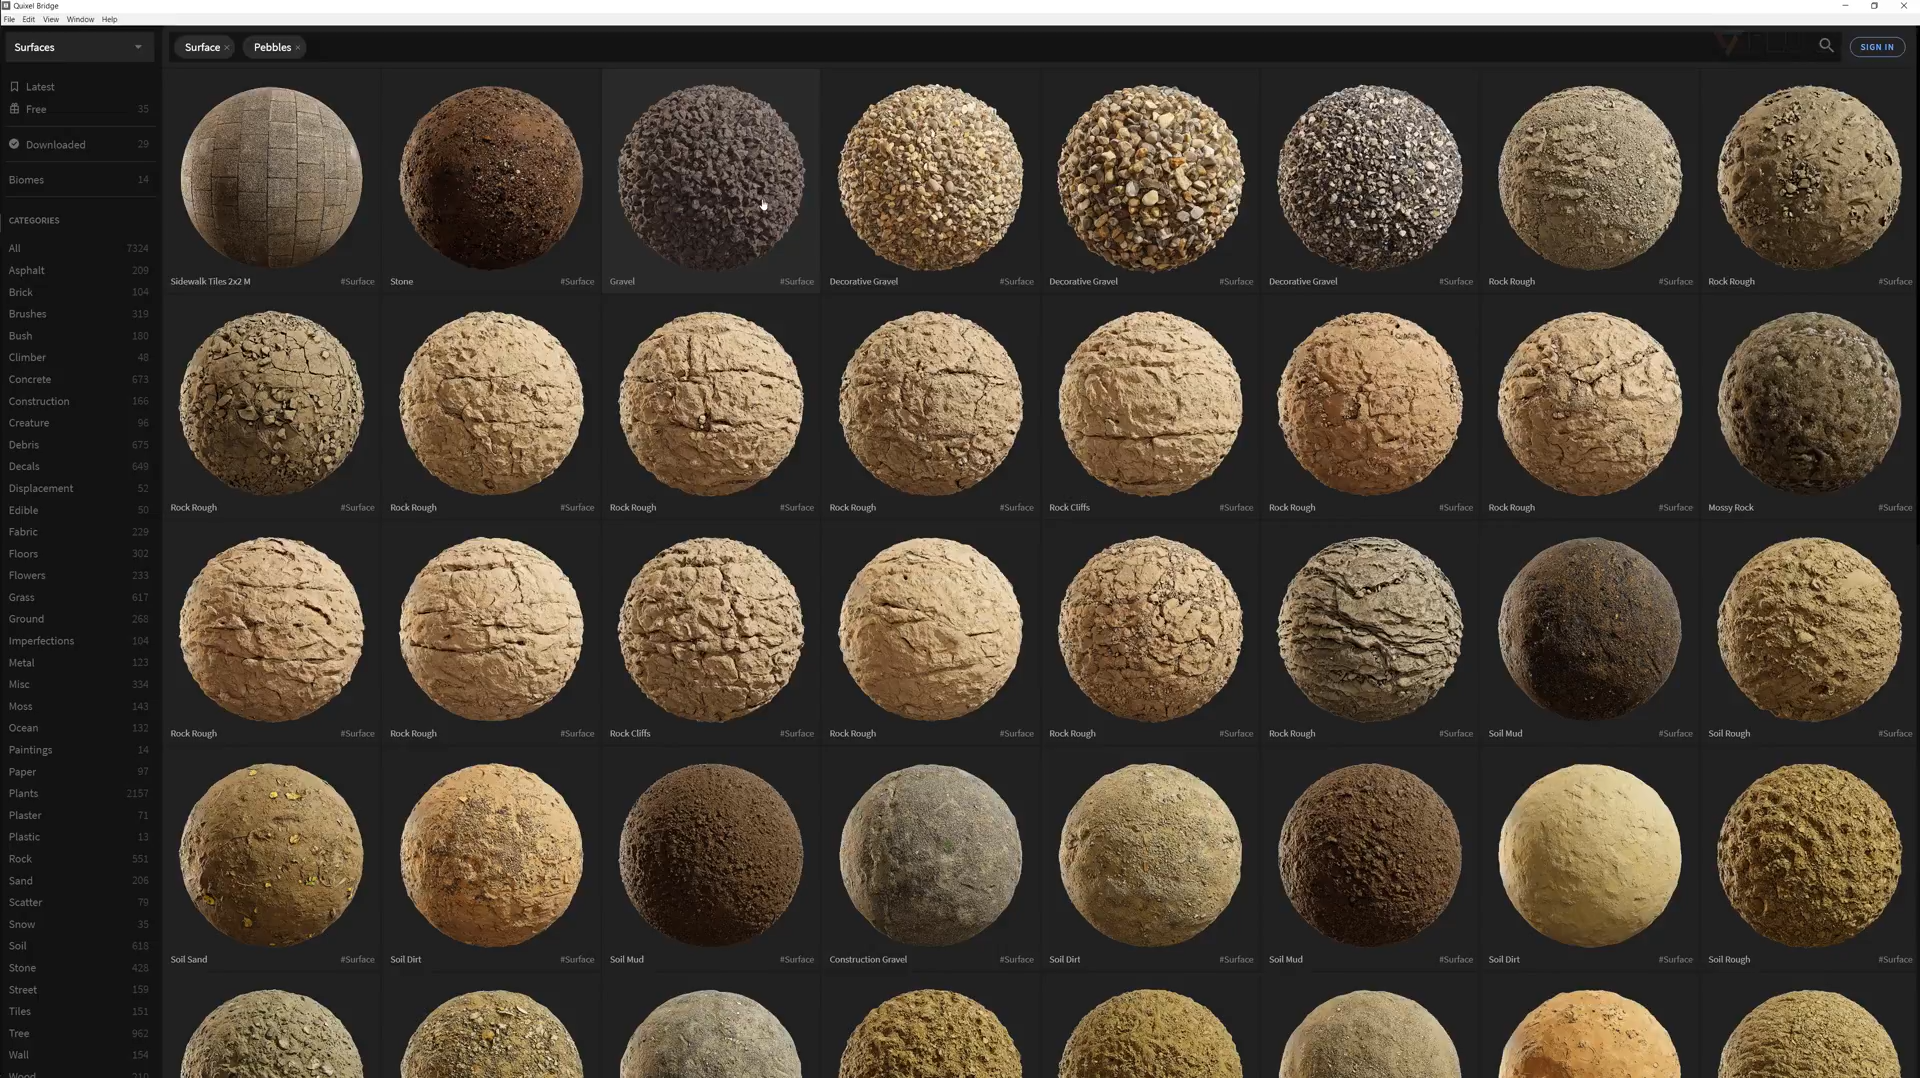 Quixel Bridge
File Edit View Window Help
Surfaces
Surface ×
Pebbles ×
SIGN IN
Latest
Free 35
Downloaded 29
Biomes 14
CATEGORIES
All 7324
Asphalt 209
Brick 104
Brushes 319
Bush 180
Climber 48
Concrete 673
Construction 166
Creature 96
Debris 675
Decals 649
Displacement 52
Edible 50
Fabric 229
Floors 302
Flowers 233
Grass 617
Ground 268
Imperfections 104
Metal 123
Misc 334
Moss 143
Ocean 132
Paintings 14
Paper 97
Plants 2157
Plaster 71
Plastic 13
Rock 551
Sand 206
Scatter 79
Snow 35
Soil 618
Stone 428
Street 159
Tiles 151
Tree 962
Wall 154
Wood 210
Sidewalk Tiles 2x2 M #Surface
Stone #Surface
Gravel #Surface
Decorative Gravel #Surface
Decorative Gravel #Surface
Decorative Gravel #Surface
Rock Rough #Surface
Rock Rough #Surface
Rock Rough #Surface
Rock Rough #Surface
Rock Rough #Surface
Rock Rough #Surface
Rock Cliffs #Surface
Rock Rough #Surface
Rock Rough #Surface
Mossy Rock #Surface
Rock Rough #Surface
Rock Rough #Surface
Rock Cliffs #Surface
Rock Rough #Surface
Rock Rough #Surface
Rock Rough #Surface
Soil Mud #Surface
Soil Rough #Surface
Soil Sand #Surface
Soil Dirt #Surface
Soil Mud #Surface
Construction Gravel #Surface
Soil Dirt #Surface
Soil Mud #Surface
Soil Dirt #Surface
Soil Rough #Surface